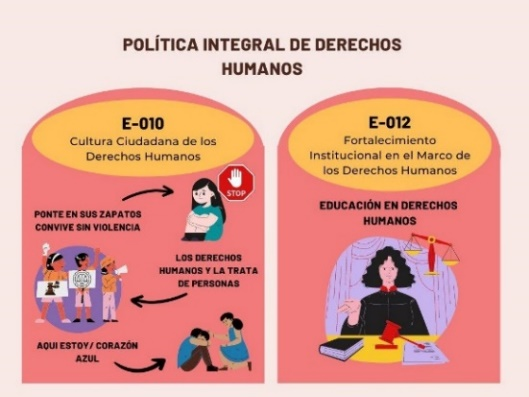 POLÍTICA INTEGRAL DE DERECHOS
HUMANOS
E-010
Cultura Ciudadana de los
Derechos Humanos
STOP
PONTE EN SUS ZAPATOS
CONVIVE SIN VIOLENCIA
LOS DERECHOS
HUMANOS Y LA TRATA
DE PERSONAS
AQUI ESTOY/ CORAZÓN
AZUL
E-012
Fortalecimiento
Institucional en el Marco de
los Derechos Humanos
EDUCACIÓN EN DERECHOS
HUMANOS